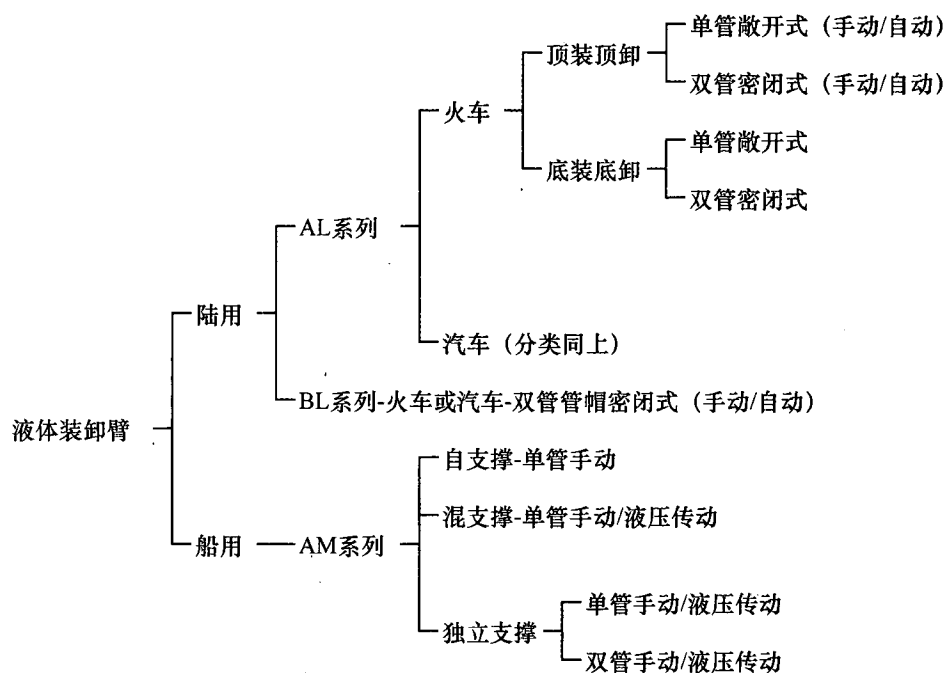 单管敞开式（手动/自动）
顶装顶卸
双管密闭式（手动/自动）
火车
单管敞开式
底装底卸
双管密闭式
AL系列
陆用
汽车（分类同上）
BL系列-火车或汽车-双管管帽密闭式（手动/自动）
液体装卸臂
自支撑-单管手动
混支撑-单管手动/液压传动
船用
AM系列
单管手动/液压传动
独立支撑
双管手动/液压传动